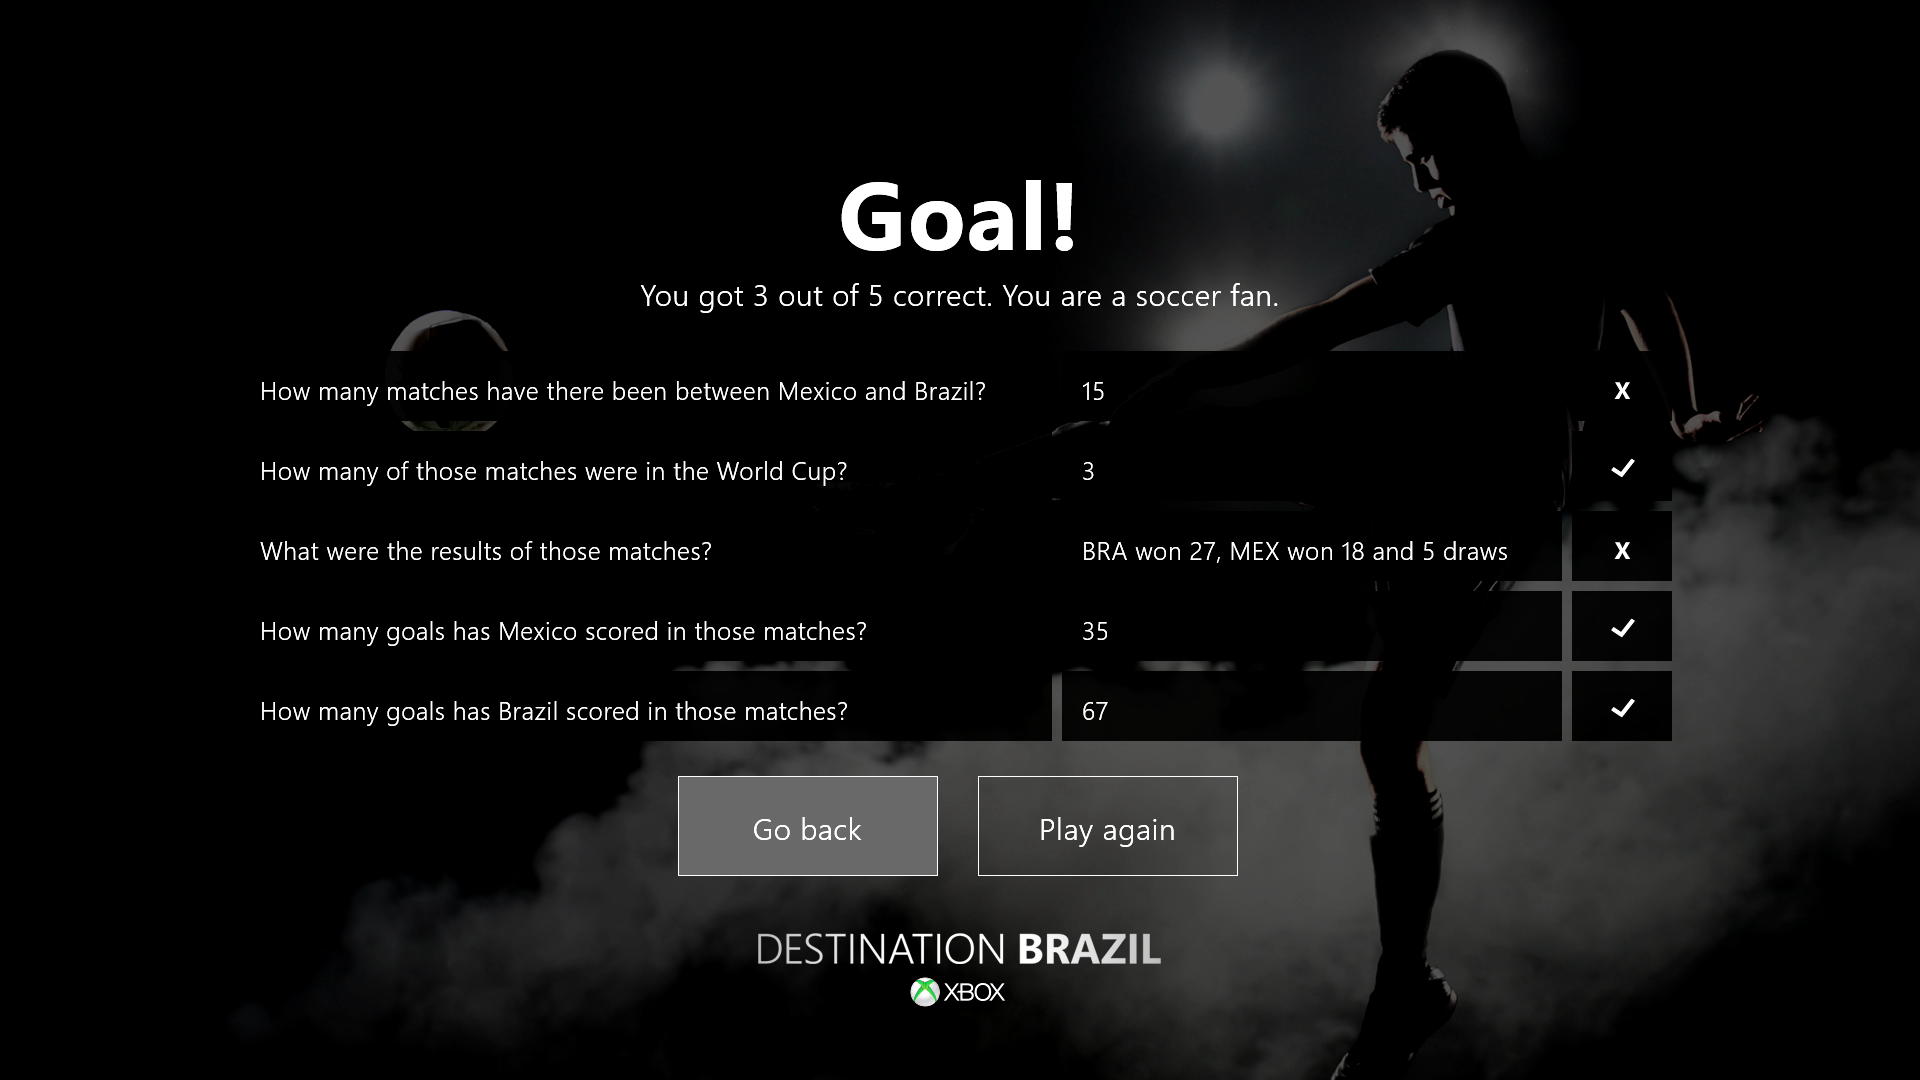 Goal!
You got 3 out of 5 correct. You are a soccer fan.
How many matches have there been between Mexico and Brazil? 15 X
How many of those matches were in the World Cup? 3 ✓
What were the results of those matches? BRA won 27, MEX won 18 and 5 draws X
How many goals has Mexico scored in those matches? 35 ✓
How many goals has Brazil scored in those matches? 67 ✓
Go back Play again
DESTINATION BRAZIL
XBOX